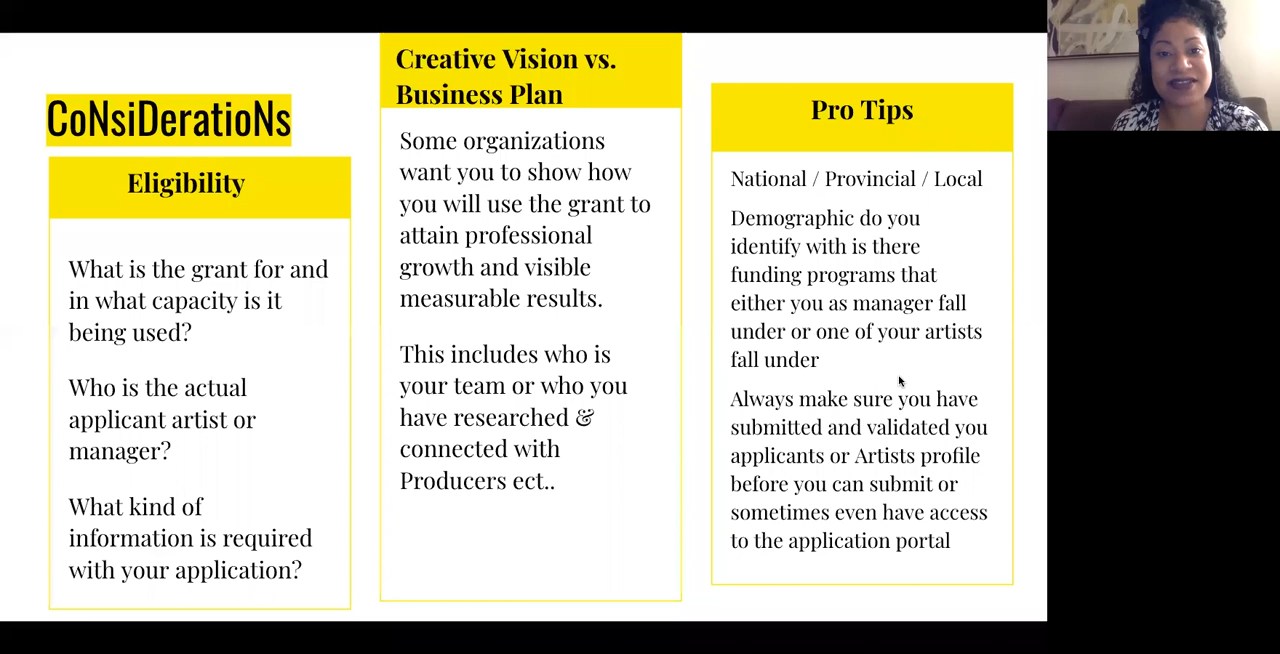 CoNsiDeratioNs
Eligibility
What is the grant for and
in what capacity is it
being used?
Who is the actual
applicant artist or
manager?
What kind of
information is required
with your application?
Creative Vision vs.
Business Plan
Some organizations
want you to show how
you will use the grant to
attain professional
growth and visible
measurable results.
This includes who is
your team or who you
have researched &
connected with
Producers ect..
Pro Tips
National / Provincial / Local
Demographic do you
identify with is there
funding programs that
either you as manager fall
under or one of your artists
fall under
Always make sure you have
submitted and validated you
applicants or Artists profile
before you can submit or
sometimes even have access
to the application portal